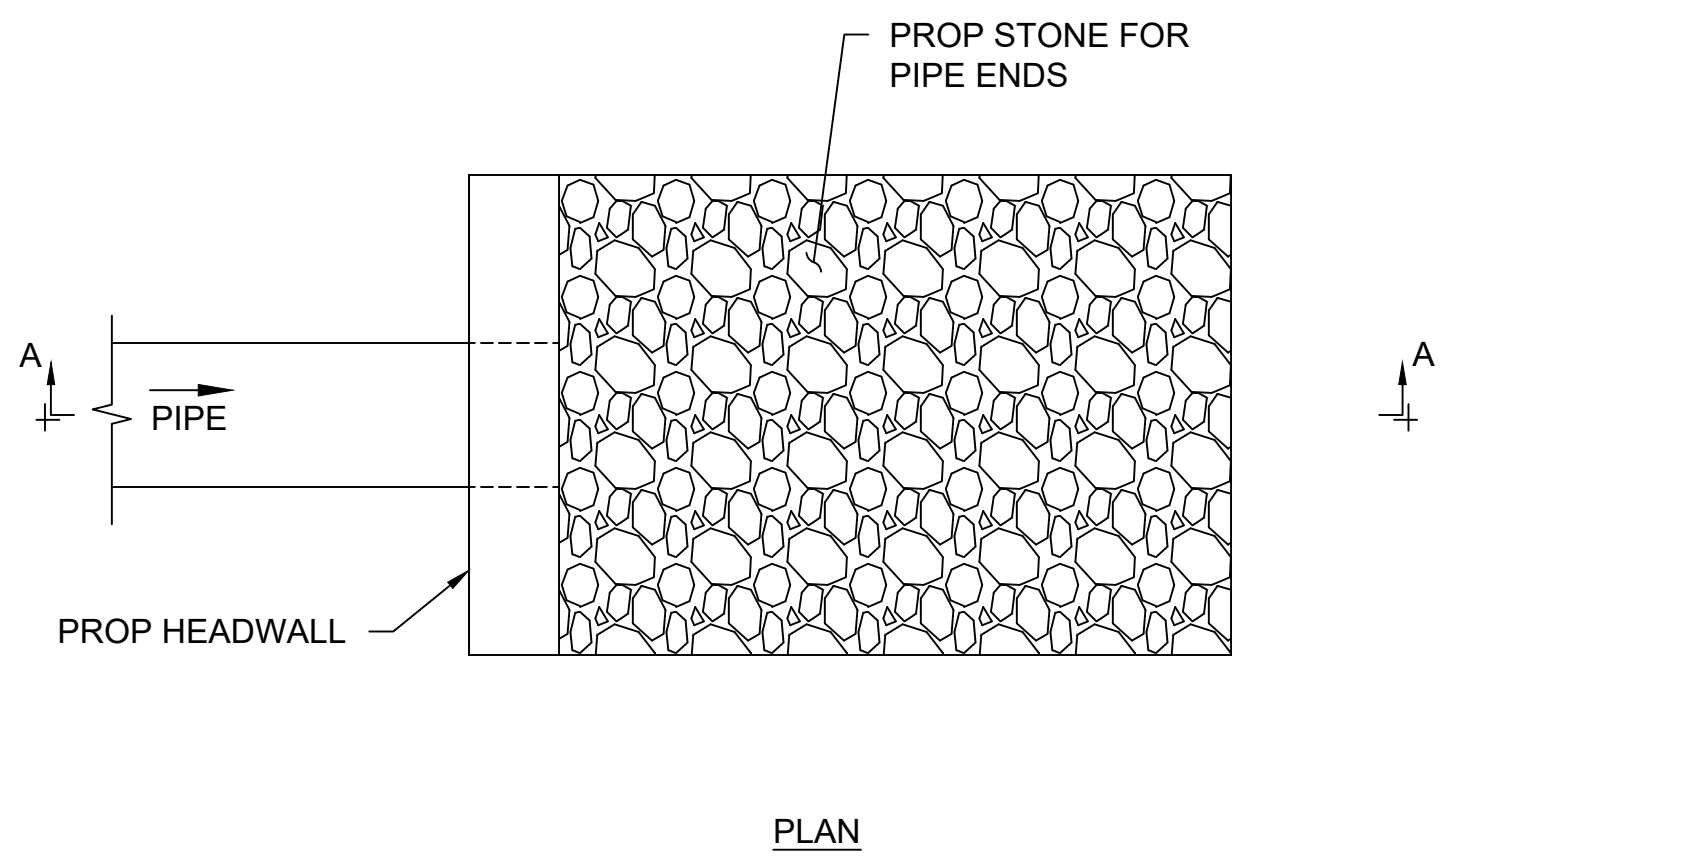 PROP STONE FOR
PIPE ENDS
A
A
PIPE
PROP HEADWALL
PLAN